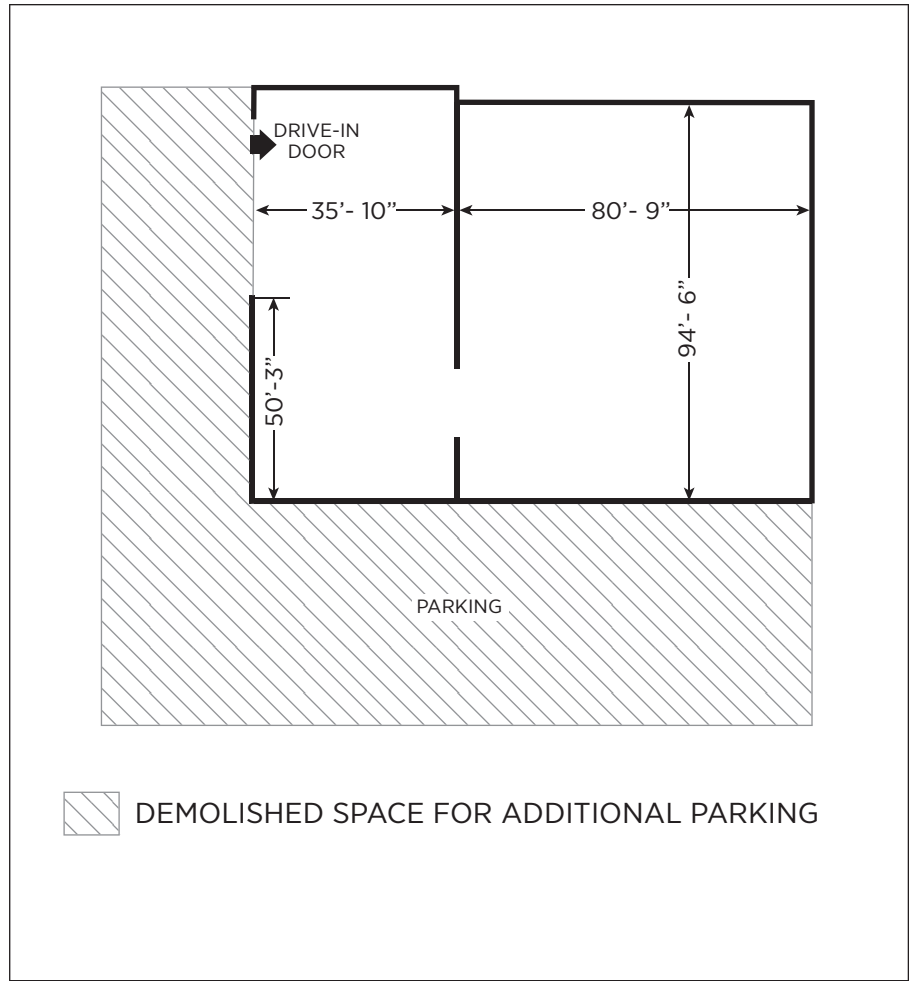 DRIVE-IN
DOOR
35’- 10”
80’- 9”
94’- 6”
50’-3”
PARKING
DEMOLISHED SPACE FOR ADDITIONAL PARKING